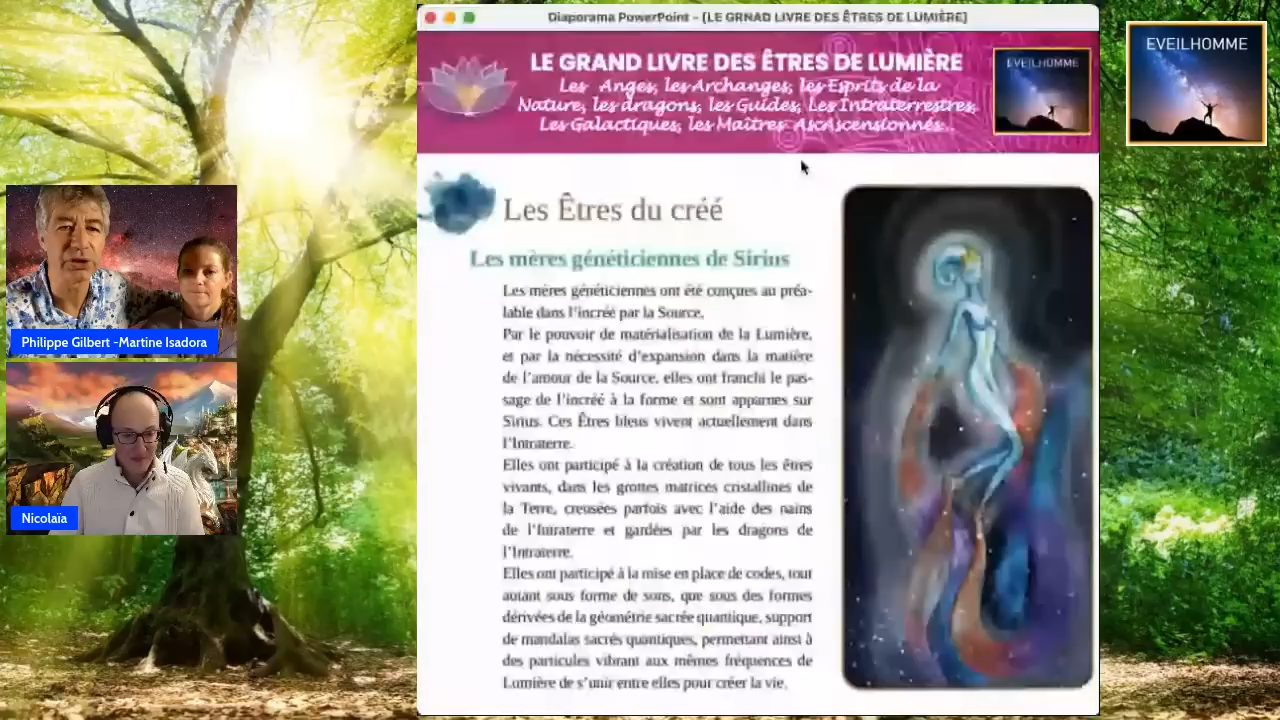 Diaporama PowerPoint - [LE GRNAD LIVRE DES ÊTRES DE LUMIÈRE]
LE GRAND LIVRE DES ÊTRES DE LUMIÈRE
Les Anges, les Archanges, les Esprits de la
Nature, les dragons, les Guides, Les Intraterrestres,
Les Galactiques, les Maîtres AscAscensionnés...
EVEILHOMME
EVEILHOMME
Philippe Gilbert -Martine Isadora
Nicolaïa
Les Êtres du créé
Les mères généticiennes de Sirius
Les mères généticiennes ont été conçues au préa-
lable dans l'incréé par la Source.
Par le pouvoir de matérialisation de la Lumière,
et par la nécessité d'expansion dans la matière
de l'amour de la Source, elles ont franchi le pas-
sage de l'incréé à la forme et sont apparues sur
Sirius. Ces Êtres bleus vivent actuellement dans
l'Intraterre.
Elles ont participé à la création de tous les êtres
vivants, dans les grottes matrices cristallines de
la Terre, creusées parfois avec l'aide des nains
de l'Intraterre et gardées par les dragons de
l'Intraterre.
Elles ont participé à la mise en place de codes, tout
autant sous forme de sons, que sous des formes
dérivées de la géométrie sacrée quantique, support
de mandalas sacrés quantiques, permettant ainsi à
des particules vibrant aux mêmes fréquences de
Lumière de s'unir entre elles pour créer la vie.